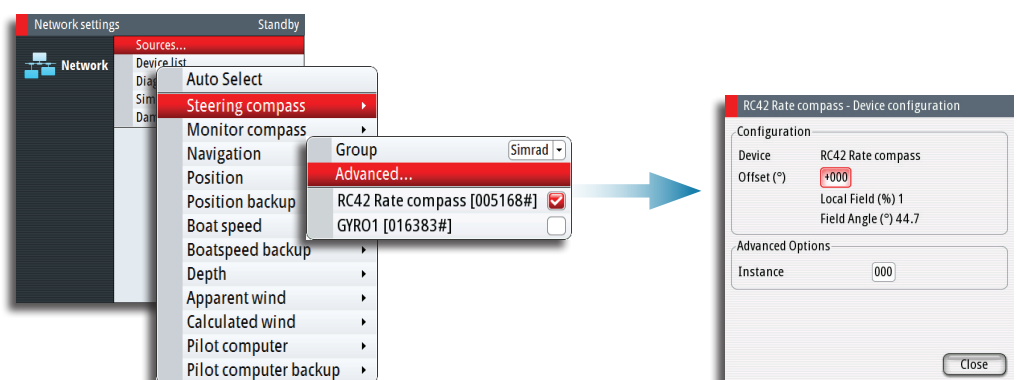 Network settings Standby
Network
Sources...
Device list
Diag
Sim
Dam
Auto Select
Steering compass
Monitor compass
Navigation
Position
Position backup
Boat speed
Boatspeed backup
Depth
Apparent wind
Calculated wind
Pilot computer
Pilot computer backup
Group Simrad
Advanced...
RC42 Rate compass [005168#]
GYRO1 [016383#]
RC42 Rate compass - Device configuration
Configuration
Device RC42 Rate compass
Offset (°) +000
Local Field (%) 1
Field Angle (°) 44.7
Advanced Options
Instance 000
Close